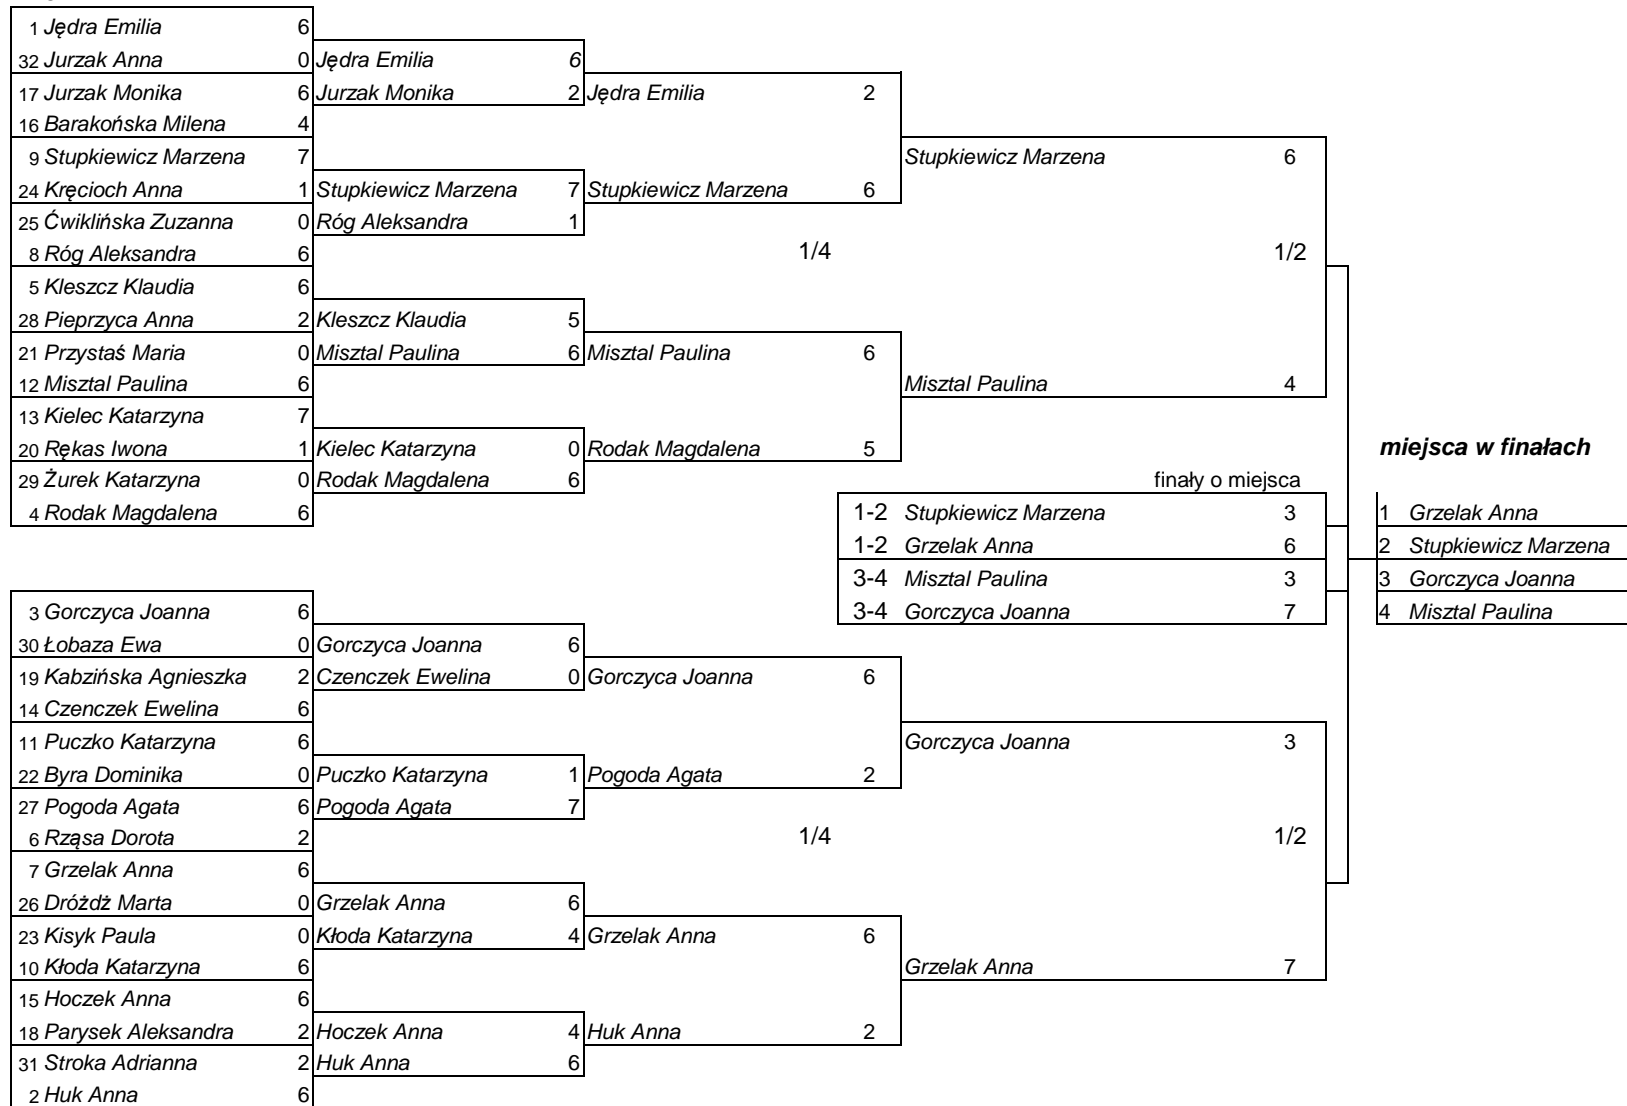 1 Jędra Emilia 6
32 Jurzak Anna 0 Jędra Emilia 6
17 Jurzak Monika 6 Jurzak Monika 2 Jędra Emilia 2
16 Barakońska Milena 4
9 Stupkiewicz Marzena 7 Stupkiewicz Marzena 6
24 Kręcioch Anna 1 Stupkiewicz Marzena 7 Stupkiewicz Marzena 6
25 Ćwiklińska Zuzanna 0 Róg Aleksandra 1
8 Róg Aleksandra 6 1/4 1/2
5 Kleszcz Klaudia 6
28 Pieprzyca Anna 2 Kleszcz Klaudia 5
21 Przystaś Maria 0 Misztal Paulina 6 Misztal Paulina 6
12 Misztal Paulina 6 Misztal Paulina 4
13 Kielec Katarzyna 7
20 Rękas Iwona 1 Kielec Katarzyna 0 Rodak Magdalena 5 miejsca w finałach
29 Żurek Katarzyna 0 Rodak Magdalena 6 finały o miejsca
4 Rodak Magdalena 6 1-2 Stupkiewicz Marzena 3 1 Grzelak Anna
1-2 Grzelak Anna 6 2 Stupkiewicz Marzena
3-4 Misztal Paulina 3 3 Gorczyca Joanna
3 Gorczyca Joanna 6 3-4 Gorczyca Joanna 7 4 Misztal Paulina
30 Łobaza Ewa 0 Gorczyca Joanna 6
19 Kabzińska Agnieszka 2 Czenczek Ewelina 0 Gorczyca Joanna 6
14 Czenczek Ewelina 6
11 Puczko Katarzyna 6 Gorczyca Joanna 3
22 Byra Dominika 0 Puczko Katarzyna 1 Pogoda Agata 2
27 Pogoda Agata 6 Pogoda Agata 7
6 Rząsa Dorota 2 1/4 1/2
7 Grzelak Anna 6
26 Dróżdż Marta 0 Grzelak Anna 6
23 Kisyk Paula 0 Kłoda Katarzyna 4 Grzelak Anna 6
10 Kłoda Katarzyna 6 Grzelak Anna 7
15 Hoczek Anna 6
18 Parysek Aleksandra 2 Hoczek Anna 4 Huk Anna 2
31 Stroka Adrianna 2 Huk Anna 6
2 Huk Anna 6